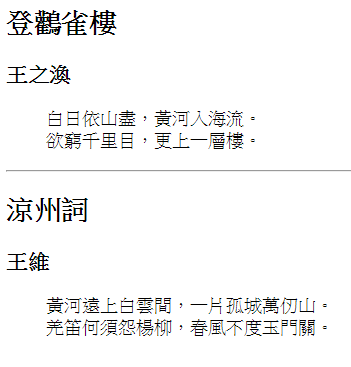 登鸛雀樓
王之渙
白日依山盡，黃河入海流。
欲窮千里目，更上一層樓。
涼州詞
王維
黃河遠上白雲間，一片孤城萬仞山。
羌笛何須怨楊柳，春風不度玉門關。